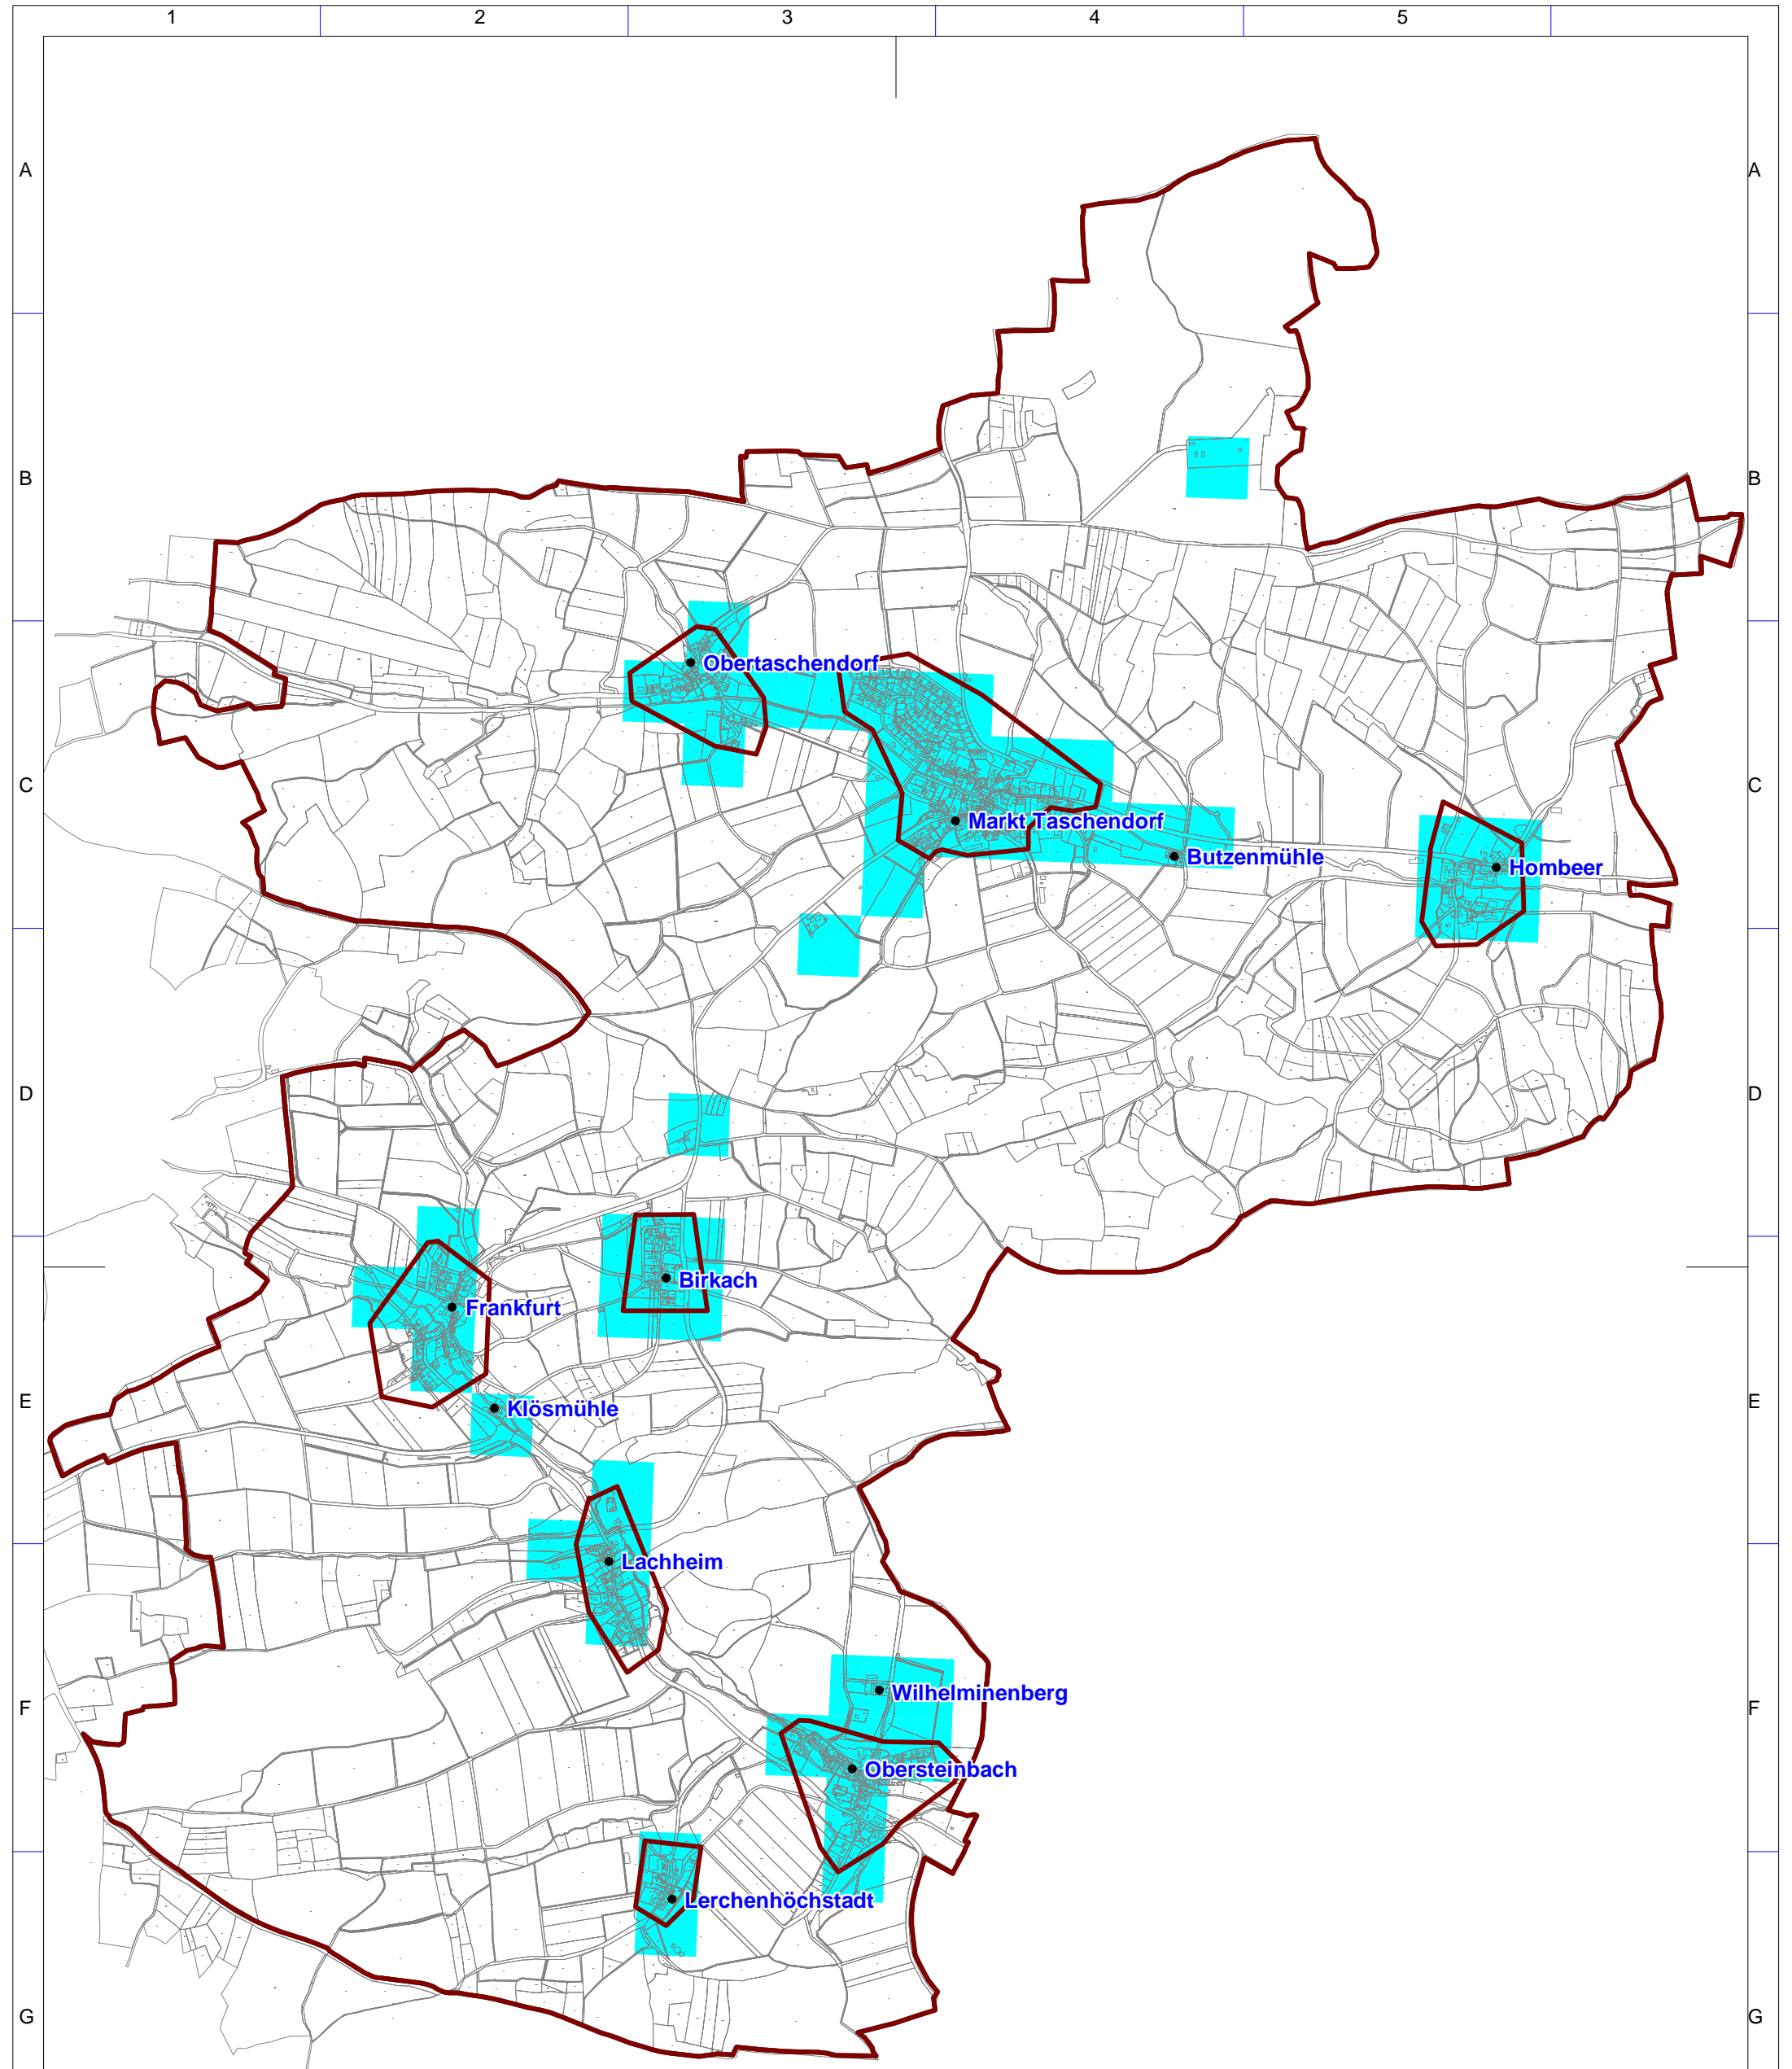 1 2 3 4 5
A A
B B
Obertaschendorf
C C
Markt Taschendorf
Butzenmühle
Hombeer
D D
Birkach
Frankfurt
E E
Klösmühle
Lachheim
Wilhelminenberg
F F
Obersteinbach
Lerchenhöchstadt
G G